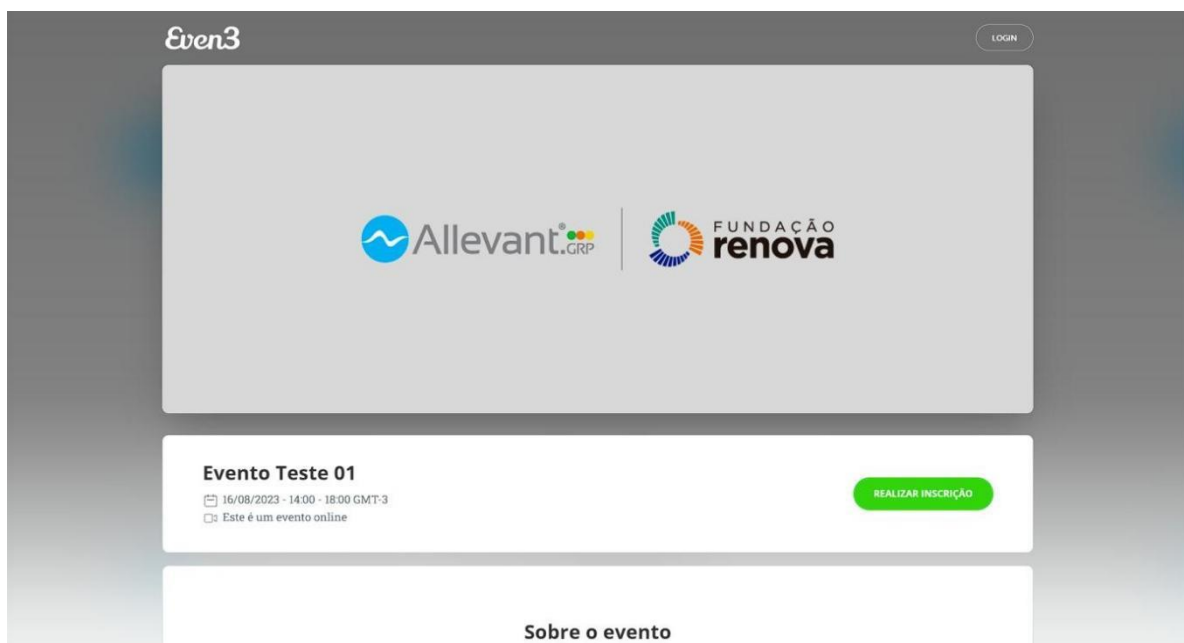 Even3
LOGIN
Allevant.® GRP
FUNDAÇÃO
renova
Evento Teste 01
16/08/2023 - 14:00 - 18:00 GMT-3
Este é um evento online
REALIZAR INSCRIÇÃO
Sobre o evento